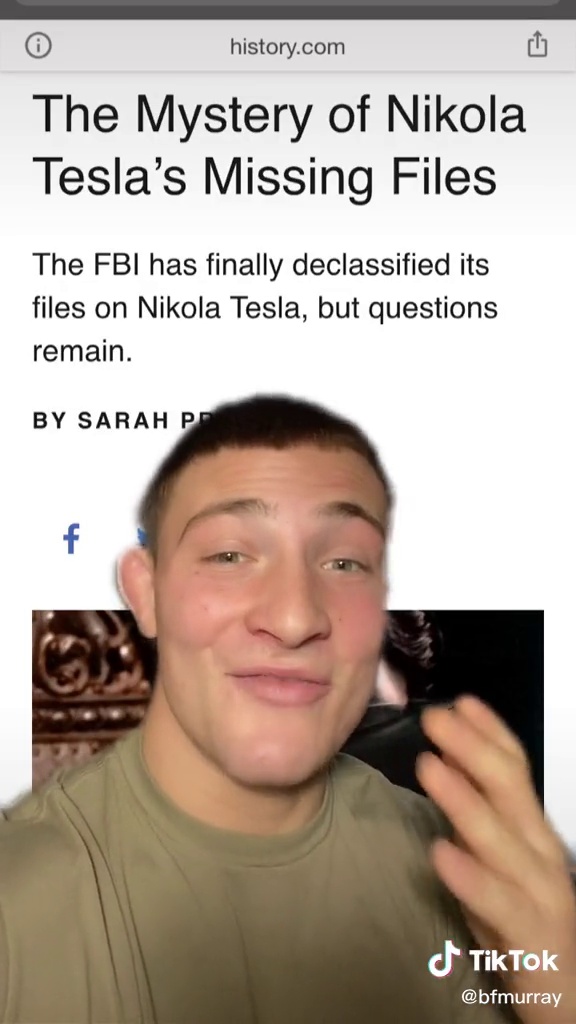 history.com
The Mystery of Nikola
Tesla's Missing Files
The FBI has finally declassified its
files on Nikola Tesla, but questions
remain.
BY SARAH
TikTok
@bfmurray